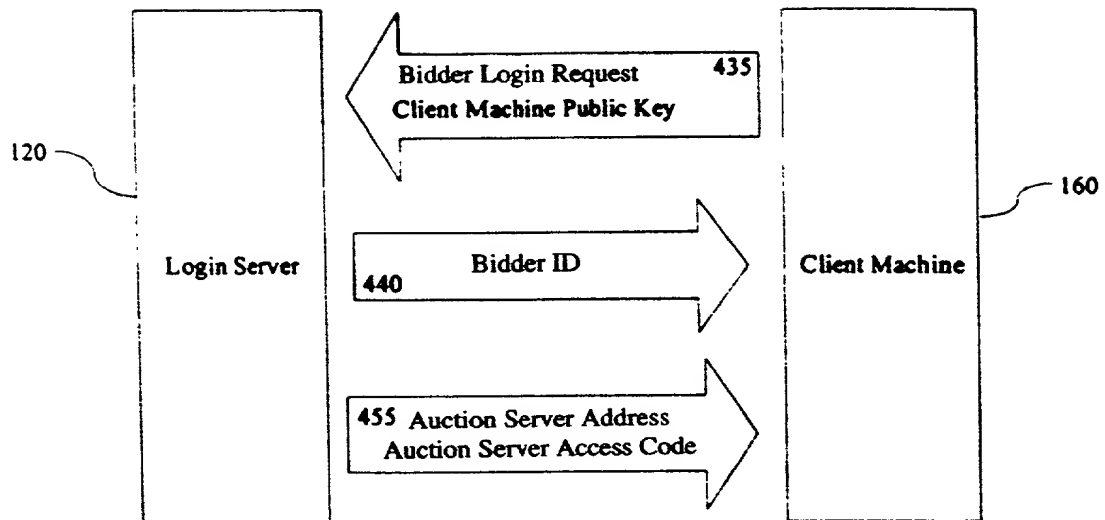 Bidder Login Request 435
Client Machine Public Key
120
160
Login Server
Bidder ID
440
Client Machine
455 Auction Server Address
Auction Server Access Code